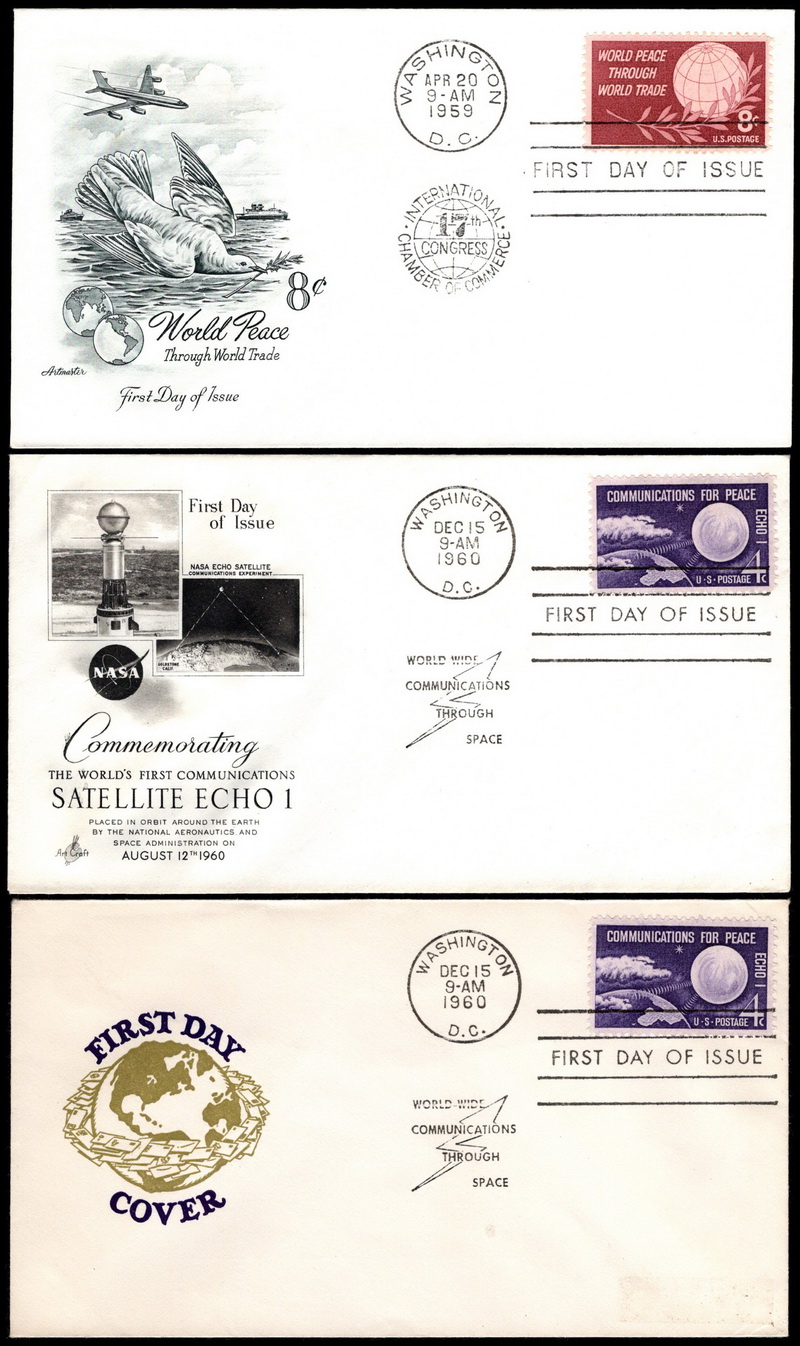 WASHINGTON
APR 20
9-AM
1959
D.C.
WORLD PEACE
THROUGH
WORLD TRADE
8¢
U.S. POSTAGE
FIRST DAY OF ISSUE
INTERNATIONAL
17th
CONGRESS
CHAMBER OF COMMERCE
8¢
World Peace
Through World Trade
Artmaster
First Day of Issue
First Day
of Issue
NASA ECHO SATELLITE
COMMUNICATIONS EXPERIMENT
GOLDSTONE
CALIF.
NASA
Commemorating
THE WORLD'S FIRST COMMUNICATIONS
SATELLITE ECHO 1
PLACED IN ORBIT AROUND THE EARTH
BY THE NATIONAL AERONAUTICS AND
SPACE ADMINISTRATION ON
AUGUST 12TH 1960
Art Craft
WASHINGTON
DEC 15
9-AM
1960
D.C.
COMMUNICATIONS FOR PEACE
ECHO I
U·S·POSTAGE 4c
FIRST DAY OF ISSUE
WORLD WIDE
COMMUNICATIONS
THROUGH
SPACE
FIRST DAY
COVER
WASHINGTON
DEC 15
9-AM
1960
D.C.
COMMUNICATIONS FOR PEACE
ECHO I
U·S·POSTAGE 4c
FIRST DAY OF ISSUE
WORLD WIDE
COMMUNICATIONS
THROUGH
SPACE